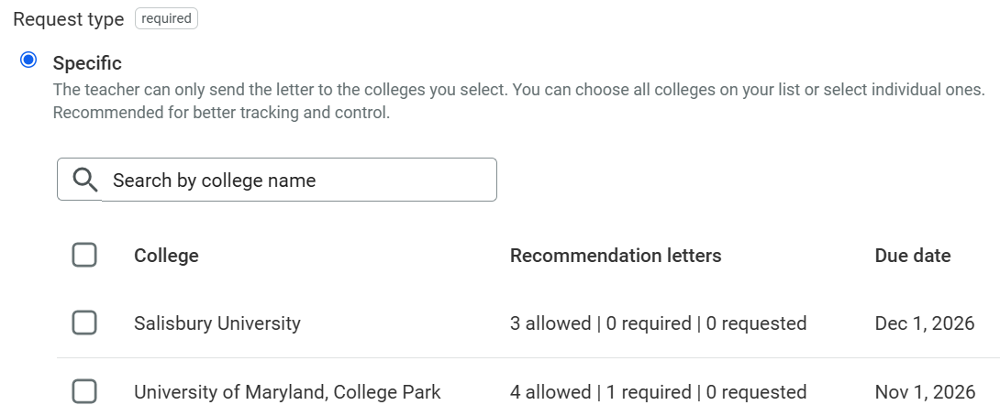 Request type required
Specific
The teacher can only send the letter to the colleges you select. You can choose all colleges on your list or select individual ones.
Recommended for better tracking and control.
Search by college name
College Recommendation letters Due date
Salisbury University 3 allowed | 0 required | 0 requested Dec 1, 2026
University of Maryland, College Park 4 allowed | 1 required | 0 requested Nov 1, 2026